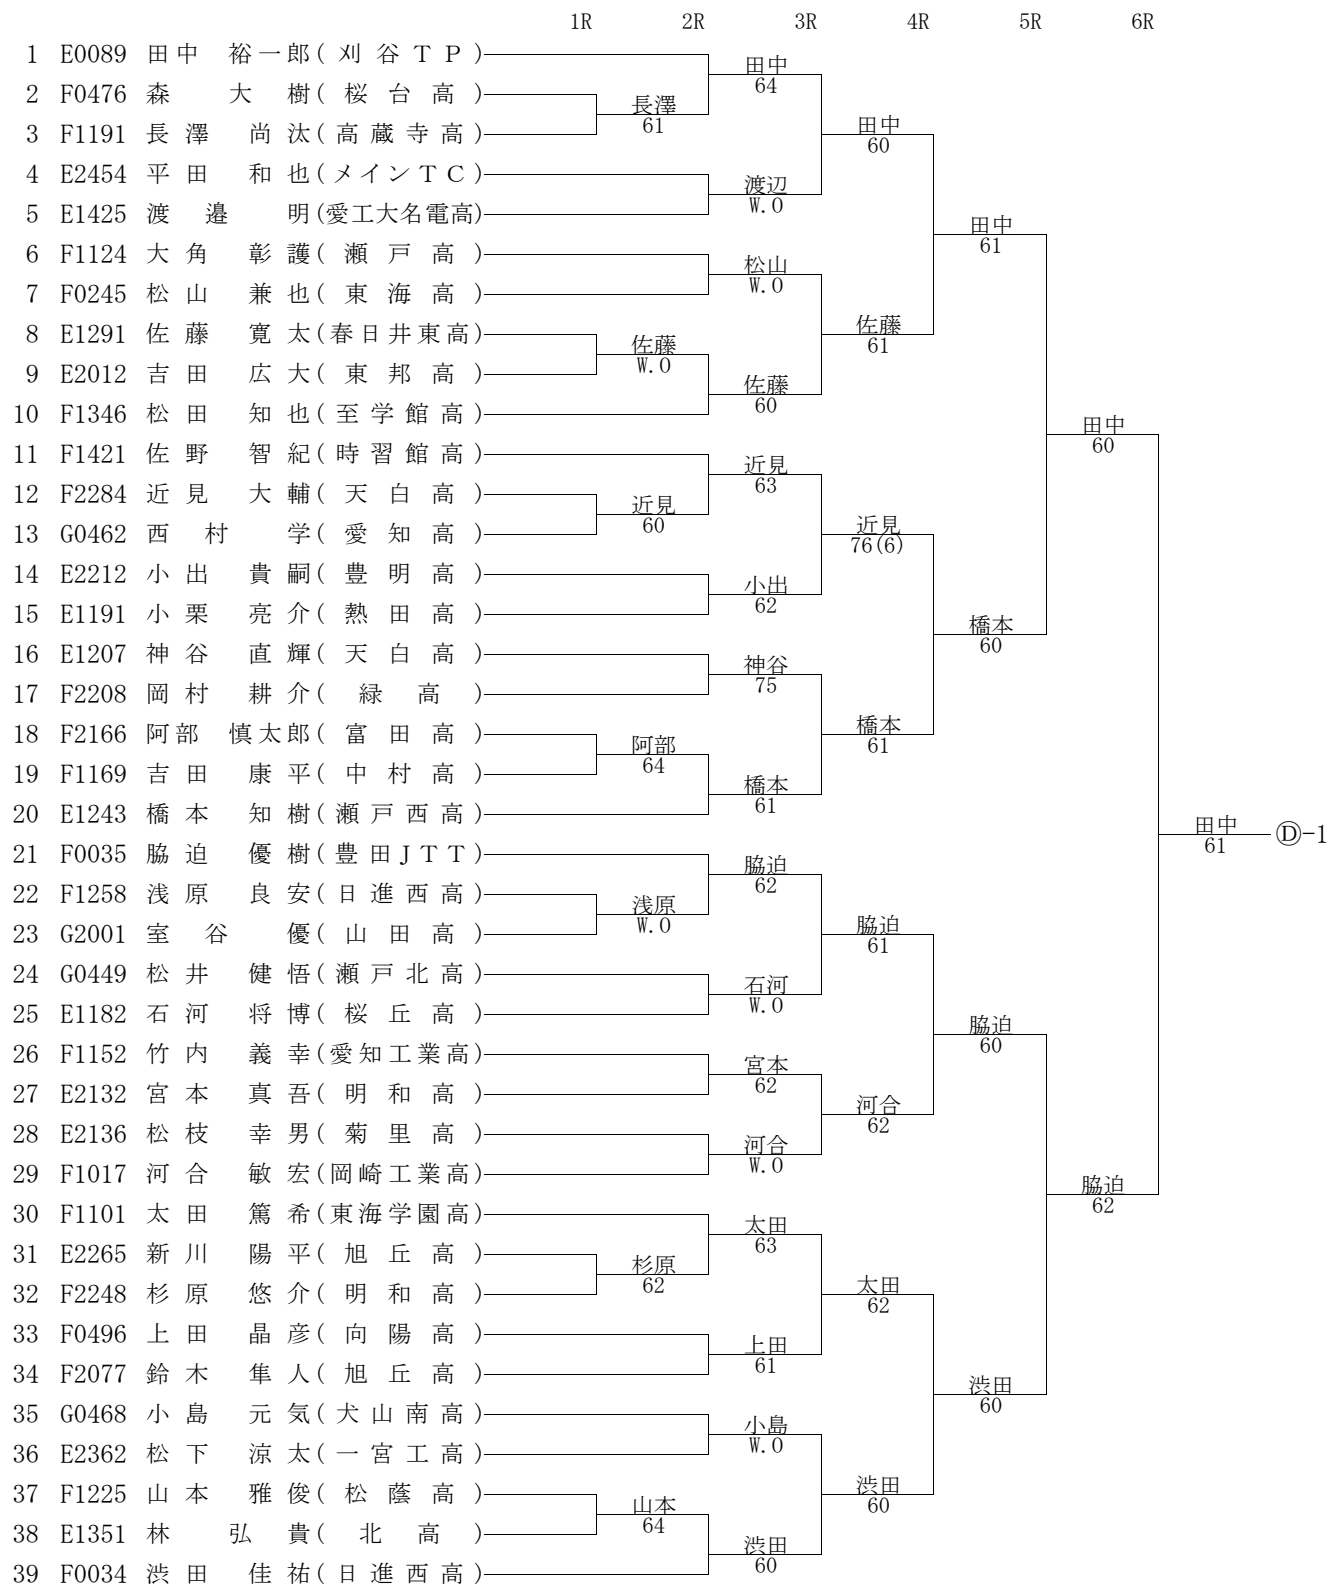 1R 2R 3R 4R 5R 6R
1 E0089 田中 裕一郎(刈谷TP)
田中
2 F0476 森 大樹(桜台高)
64
長澤
61
3 F1191 長澤 尚汰(高蔵寺高)
田中
60
4 E2454 平田 和也(メインTC)
渡辺
W.O
5 E1425 渡邉 明(愛工大名電高)
田中
61
6 F1124 大角 彰護(瀬戸高)
松山
W.O
7 F0245 松山 兼也(東海高)
8 E1291 佐藤 寛太(春日井東高)
佐藤
61
佐藤
W.O
9 E2012 吉田 広大(東邦高)
佐藤
60
10 F1346 松田 知也(至学館高)
田中
60
11 F1421 佐野 智紀(時習館高)
近見
63
12 F2284 近見 大輔(天白高)
近見
60
13 G0462 西村 学(愛知高)
近見
76(6)
14 E2212 小出 貴嗣(豊明高)
小出
62
15 E1191 小栗 亮介(熱田高)
橋本
60
16 E1207 神谷 直輝(天白高)
神谷
75
17 F2208 岡村 耕介(緑高)
18 F2166 阿部 慎太郎(富田高)
橋本
61
阿部
64
19 F1169 吉田 康平(中村高)
橋本
61
20 E1243 橋本 知樹(瀬戸西高)
田中
61
Ⓓ-1
21 F0035 脇迫 優樹(豊田JTT)
脇迫
62
22 F1258 浅原 良安(日進西高)
浅原
W.O
23 G2001 室谷 優(山田高)
脇迫
61
24 G0449 松井 健悟(瀬戸北高)
石河
W.O
25 E1182 石河 将博(桜丘高)
脇迫
60
26 F1152 竹内 義幸(愛知工業高)
宮本
62
27 E2132 宮本 真吾(明和高)
河合
62
28 E2136 松枝 幸男(菊里高)
河合
W.O
29 F1017 河合 敏宏(岡崎工業高)
脇迫
62
30 F1101 太田 篤希(東海学園高)
太田
63
31 E2265 新川 陽平(旭丘高)
杉原
62
32 F2248 杉原 悠介(明和高)
太田
62
33 F0496 上田 晶彦(向陽高)
上田
61
34 F2077 鈴木 隼人(旭丘高)
渋田
60
35 G0468 小島 元気(犬山南高)
小島
W.O
36 E2362 松下 涼太(一宮工高)
渋田
60
37 F1225 山本 雅俊(松蔭高)
山本
64
38 E1351 林 弘貴(北高)
渋田
60
39 F0034 渋田 佳祐(日進西高)